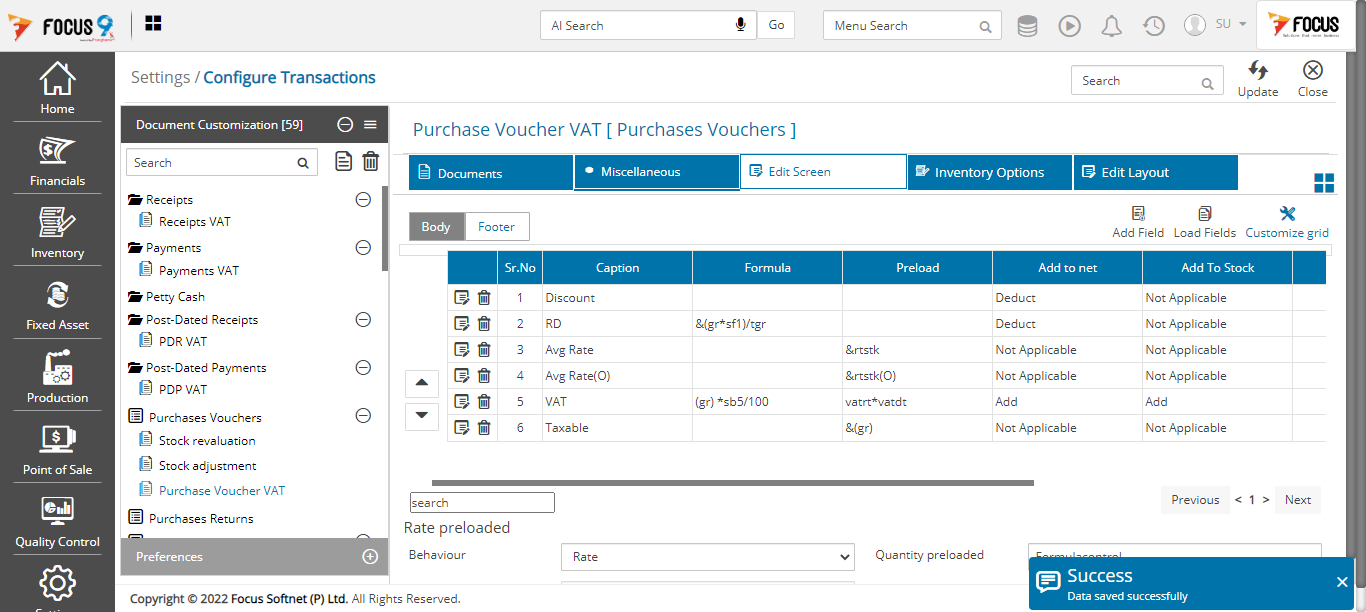 FOCUS 9
AI Search
Go
Menu Search
SU
FOCUS
Settings / Configure Transactions
Search
Update
Close
Home
Financials
Inventory
Fixed Asset
Production
Point of Sale
Quality Control
Document Customization [59]
Search
Receipts
Receipts VAT
Payments
Payments VAT
Petty Cash
Post-Dated Receipts
PDR VAT
Post-Dated Payments
PDP VAT
Purchases Vouchers
Stock revaluation
Stock adjustment
Purchase Voucher VAT
Purchases Returns
Preferences
Purchase Voucher VAT [ Purchases Vouchers ]
Documents
Miscellaneous
Edit Screen
Inventory Options
Edit Layout
Body
Footer
Add Field
Load Fields
Customize grid
Sr.No Caption Formula Preload Add to net Add To Stock
1 Discount Deduct Not Applicable
2 RD &(gr*sf1)/tgr Deduct Not Applicable
3 Avg Rate &rtstk Not Applicable Not Applicable
4 Avg Rate(O) &rtstk(O) Not Applicable Not Applicable
5 VAT (gr) *sb5/100 vatrt*vatdt Add Add
6 Taxable &(gr) Not Applicable Not Applicable
Previous < 1 > Next
search
Rate preloaded
Behaviour
Rate
Quantity preloaded
Formulacontrol
Success
Data saved successfully
Copyright © 2022 Focus Softnet (P) Ltd. All Rights Reserved.